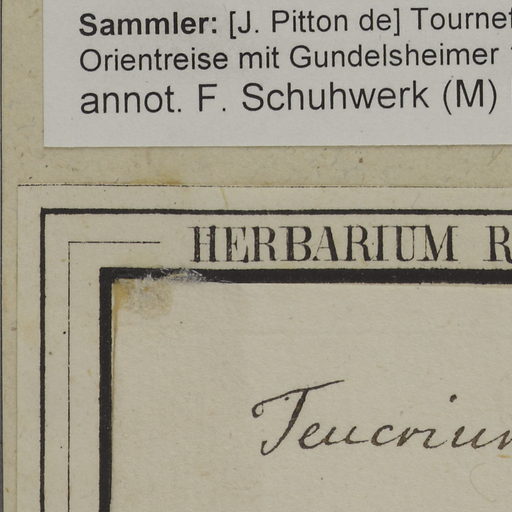 Sammler: [J. Pitton de] Tournef
Orientreise mit Gundelsheimer
annot. F. Schuhwerk (M)
HERBARIUM R
Teucrium